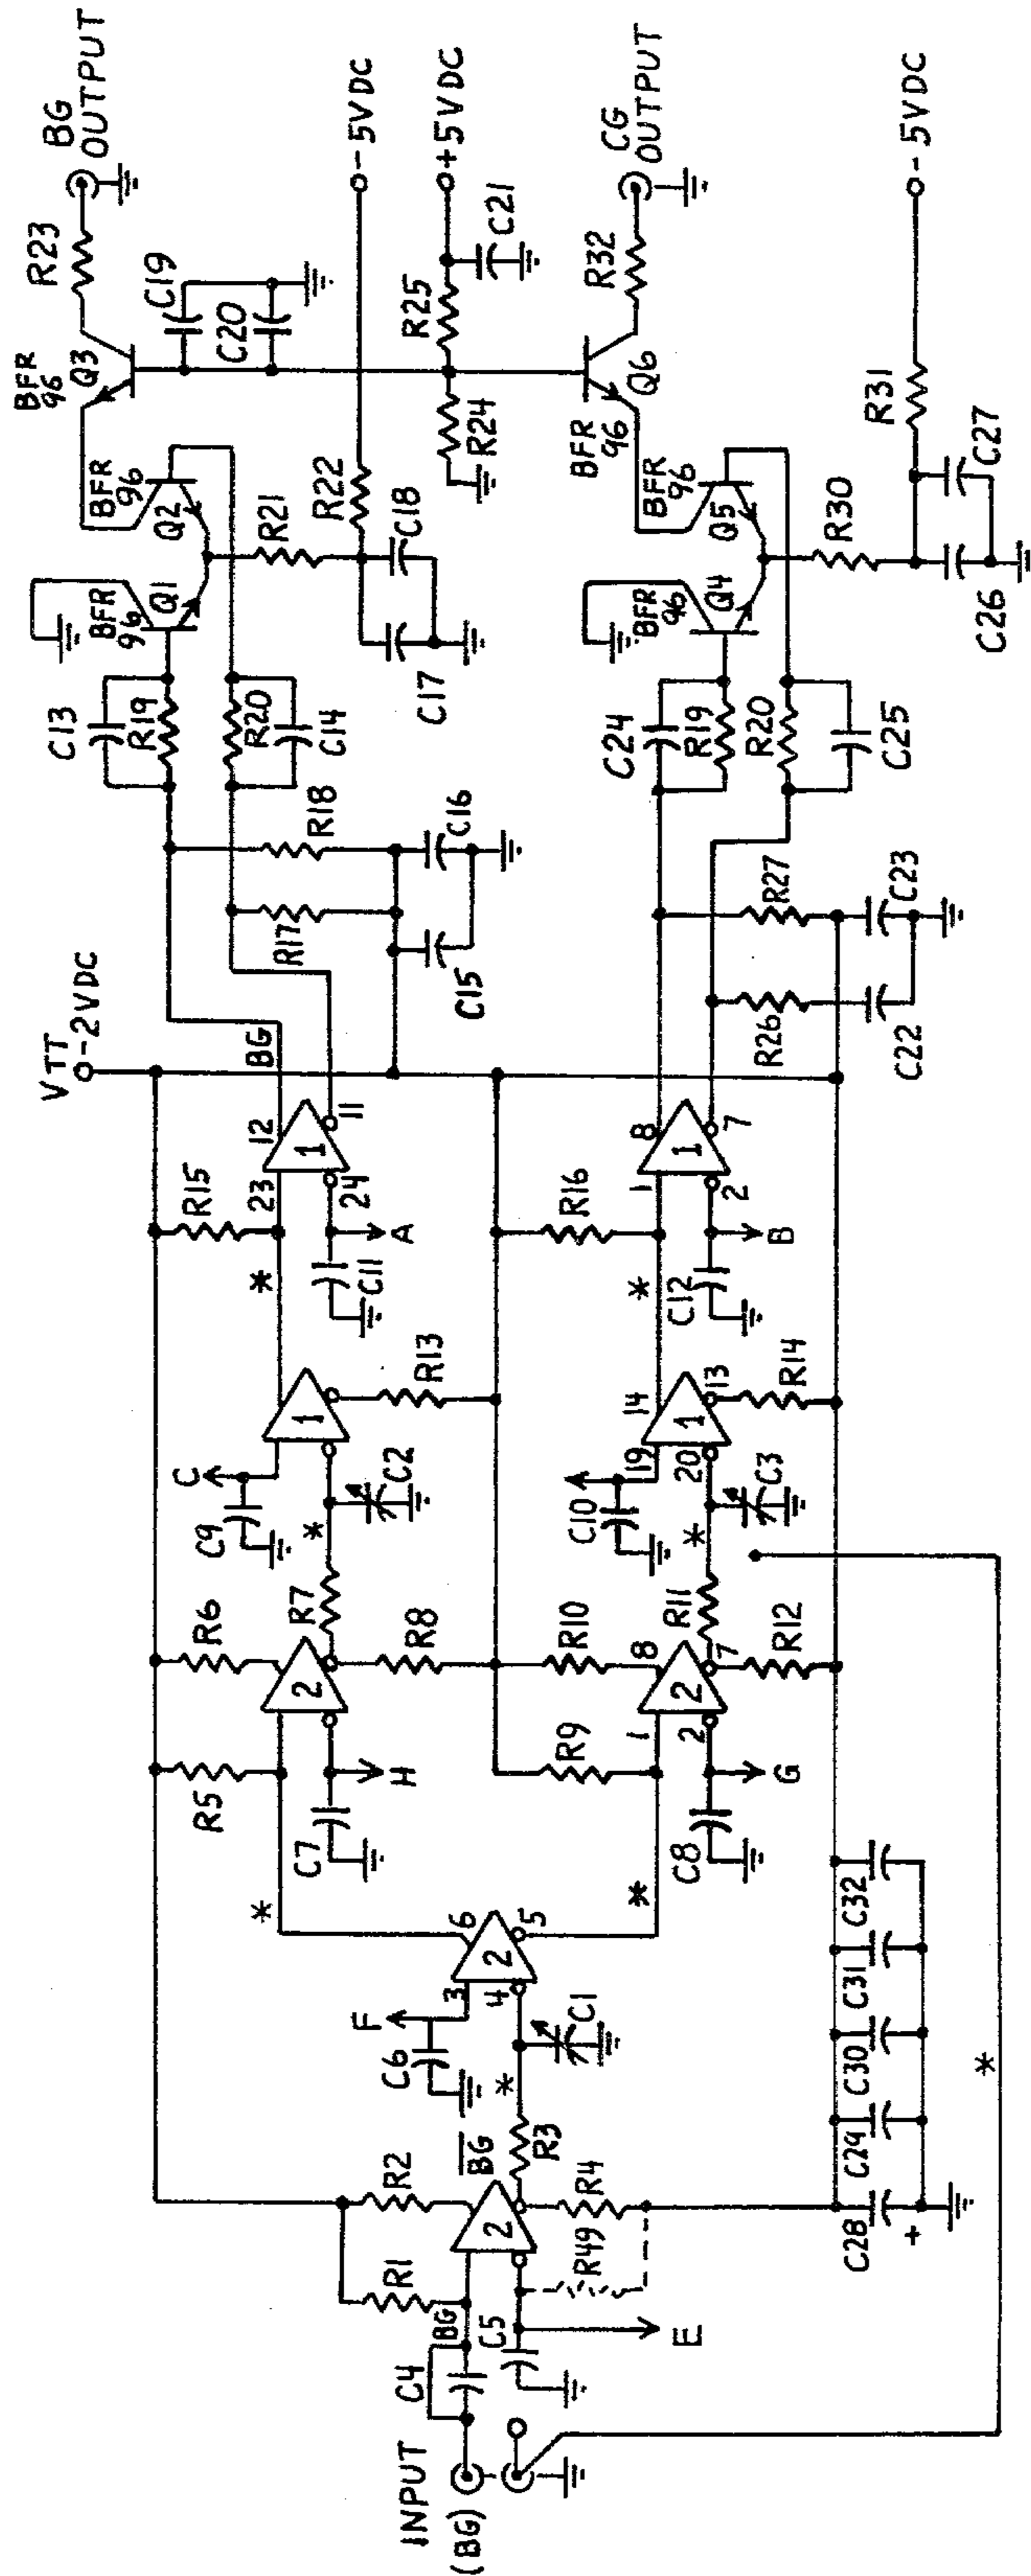 INPUT
(BG)
C4
BG
R1
R2
2
C5
E
R49
R4
BG
R3
*
C6
F
3
4
2
6
5
C1
*
*
R5
R6
2
C7
H
R7
R8
*
C2
C9
C
1
R13
*
R15
23
24
1
12
11
BG
C11
A
VTT
-2VDC
R17
R18
C15
C16
C13
R19
R20
C14
BFR
96
Q1
BFR
96
Q2
R21
R22
C17
C18
-5VDC
BFR
96
Q3
R23
BG
OUTPUT
C19
C20
R24
R25
+5VDC
C21
R9
R10
1
2
2
8
7
C8
G
R11
R12
*
C3
C10
19
20
1
14
13
R14
*
R16
1
2
1
8
7
C12
B
R26
R27
C22
C23
C24
R19
R20
C25
BFR
96
Q4
BFR
96
Q5
BFR
96
Q6
R32
CG
OUTPUT
R30
R31
C26
C27
-5VDC
C28
+
C29
C30
C31
C32
*